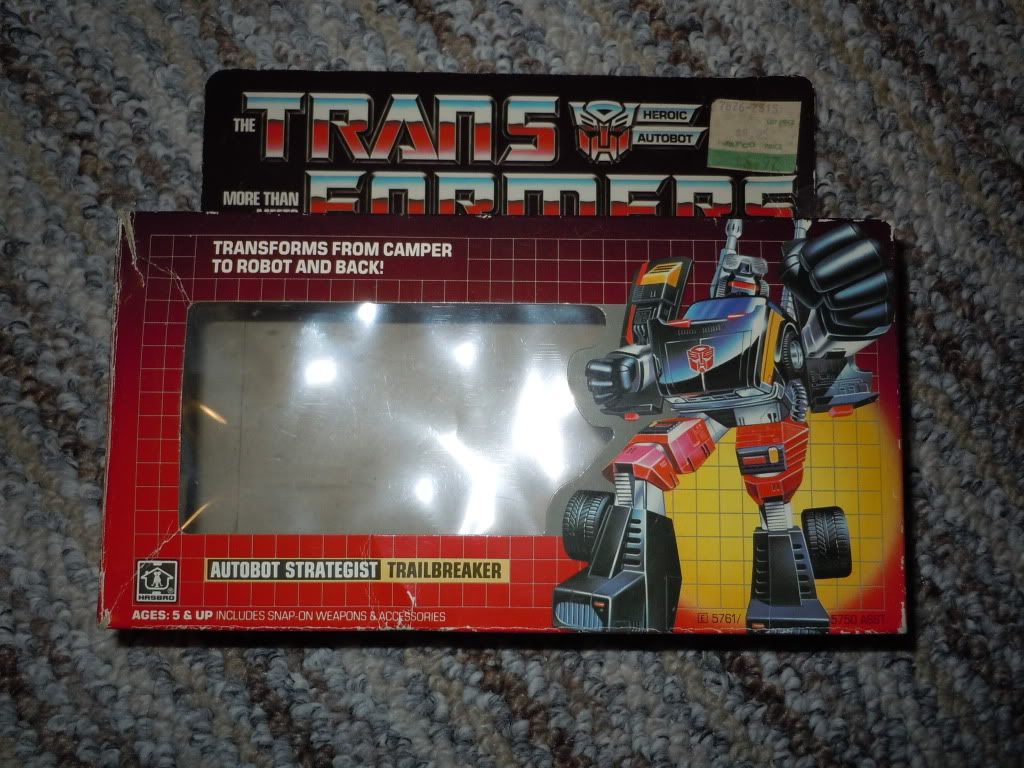 THE TRANS
HEROIC
AUTOBOT
MORE THAN
FORMERS
TRANSFORMS FROM CAMPER
TO ROBOT AND BACK!
HASBRO
AUTOBOT STRATEGIST TRAILBREAKER
AGES: 5 & UP INCLUDES SNAP-ON WEAPONS & ACCESSORIES
E 5761/ 5750 ASST